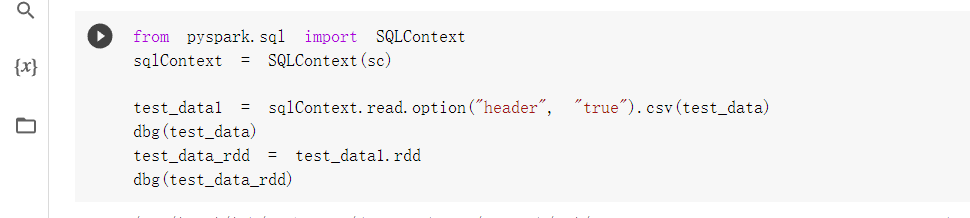 {x}
from pyspark.sql import SQLContext
sqlContext = SQLContext(sc)
test_data1 = sqlContext.read.option("header", "true").csv(test_data)
dbg(test_data)
test_data_rdd = test_data1.rdd
dbg(test_data_rdd)